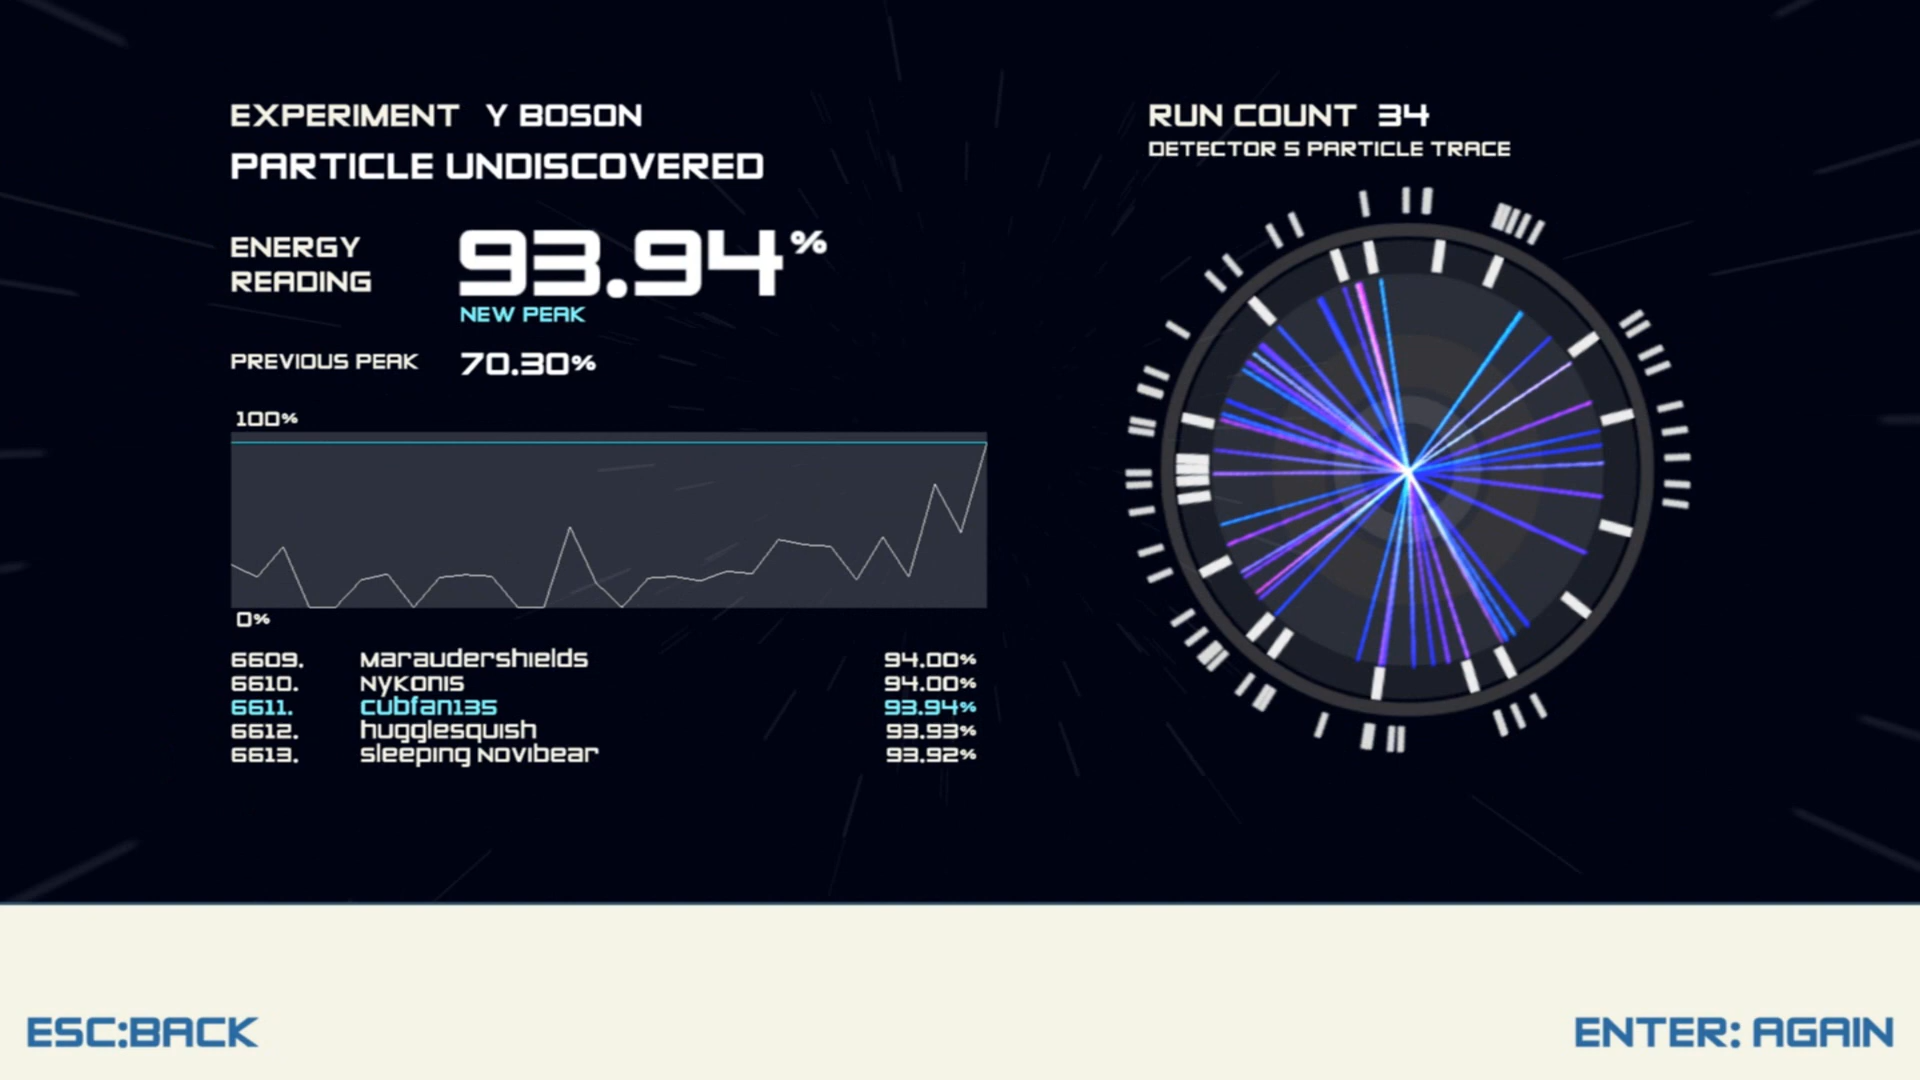 EXPERIMENT Y BOSON
PARTICLE UNDISCOVERED
ENERGY READING 93.94%
NEW PEAK
PREVIOUS PEAK 70.30%
100%
0%
6609. Maraudershields 94.00%
6610. Nykonis 94.00%
6611. cubfan135 93.94%
6612. hugglesquish 93.93%
6613. sleeping Novibear 93.92%
RUN COUNT 34
DETECTOR 5 PARTICLE TRACE
ESC:BACK
ENTER: AGAIN